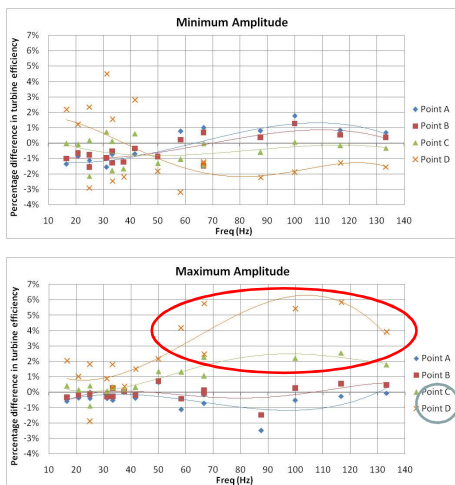 Minimum Amplitude
Percentage difference in turbine efficiency
7%
6%
5%
4%
3%
2%
1%
0%
-1%
-2%
-3%
-4%
0 10 20 30 40 50 60 70 80 90 100 110 120 130 140
Freq (Hz)
Point A
Point B
Point C
Point D
Maximum Amplitude
Percentage difference in turbine efficiency
7%
6%
5%
4%
3%
2%
1%
0%
-1%
-2%
-3%
-4%
0 10 20 30 40 50 60 70 80 90 100 110 120 130 140
Freq (Hz)
Point A
Point B
Point C
Point D